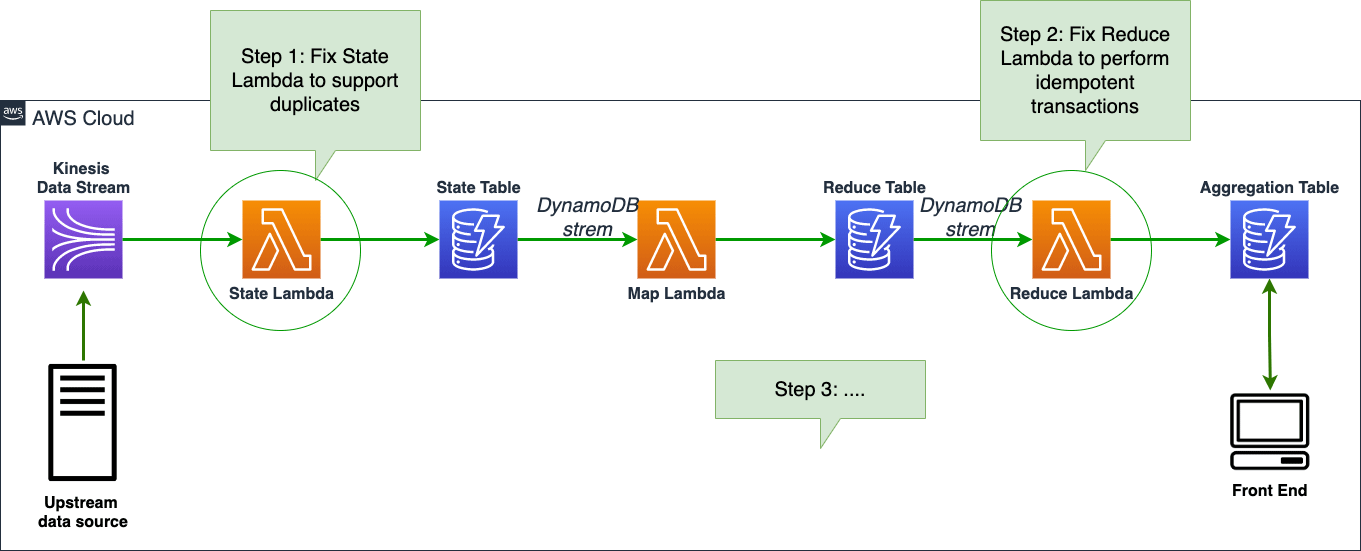 Step 1: Fix State
Lambda to support
duplicates
Step 2: Fix Reduce
Lambda to perform
idempotent
transactions
aws
AWS Cloud
Kinesis
Data Stream
State Table
DynamoDB
strem
Reduce Table
DynamoDB
strem
Aggregation Table
State Lambda
Map Lambda
Reduce Lambda
Step 3: ....
Upstream
data source
Front End